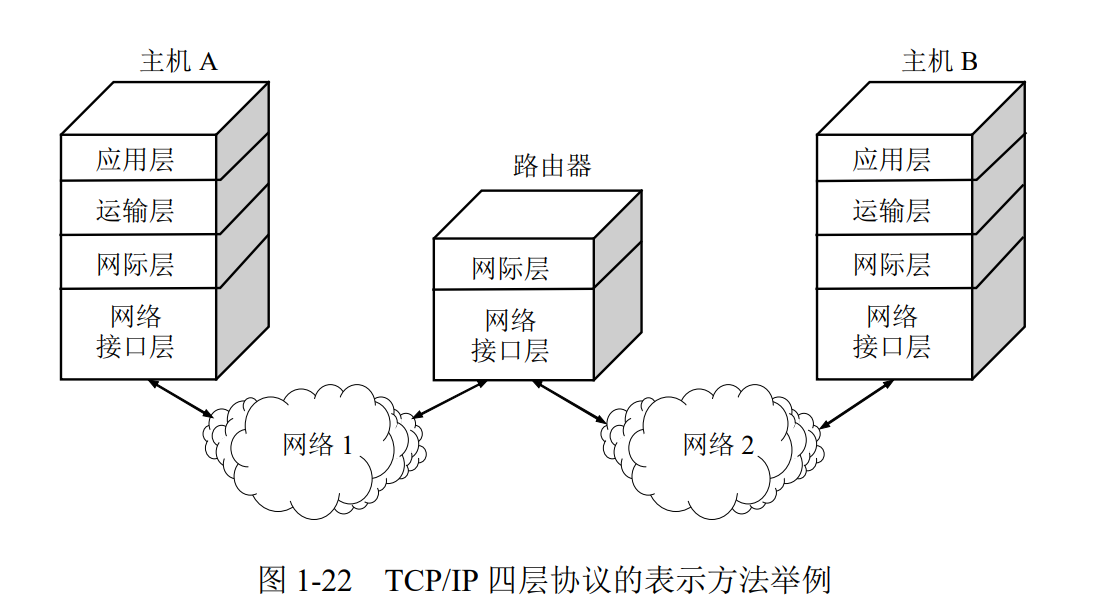 主机 A
应用层
运输层
网际层
网络
接口层
路由器
网际层
网络
接口层
主机 B
应用层
运输层
网际层
网络
接口层
网络 1
网络 2
图 1-22 TCP/IP 四层协议的表示方法举例